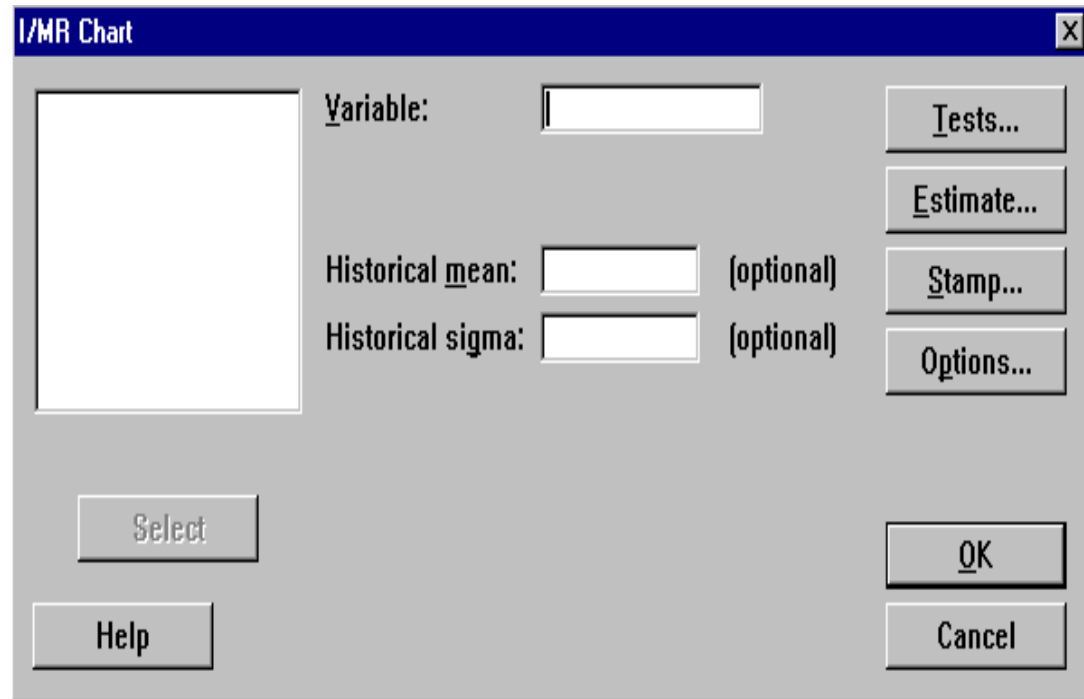 I/MR Chart
X
Variable:
Tests...
Estimate...
Historical mean: (optional)
Stamp...
Historical sigma: (optional)
Options...
Select
OK
Help
Cancel